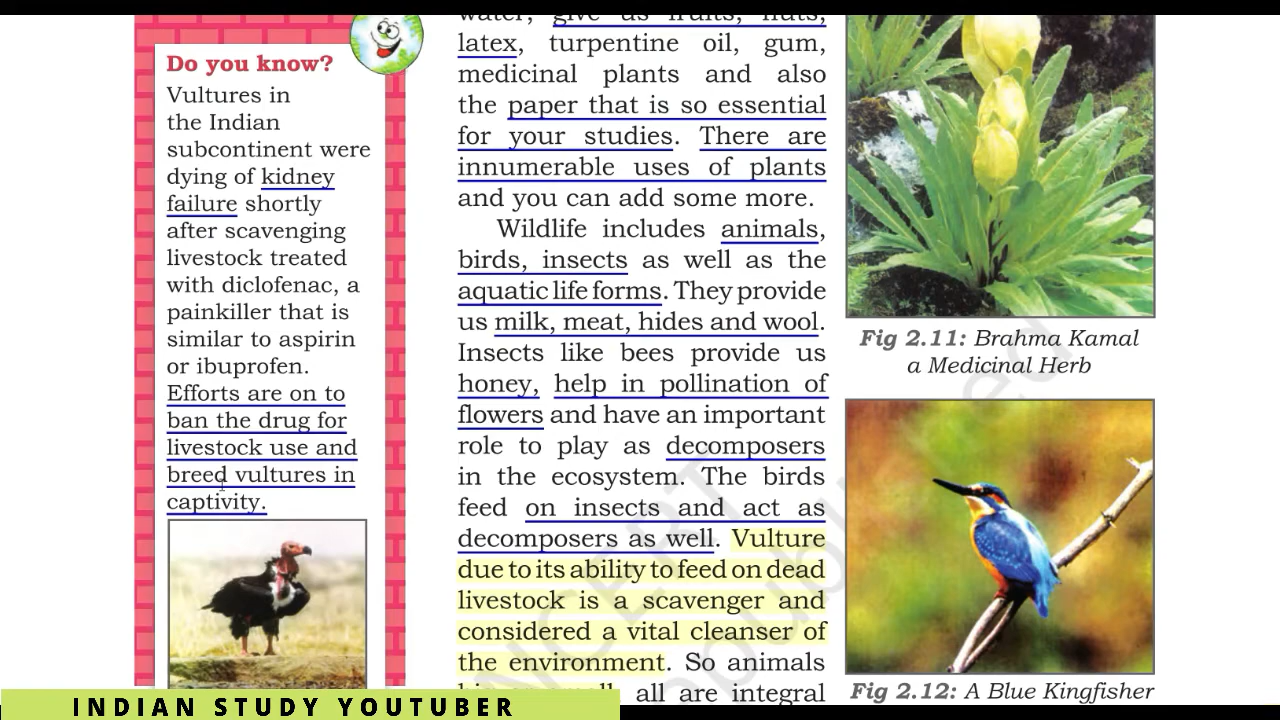 Do you know?
Vultures in
the Indian
subcontinent were
dying of kidney
failure shortly
after scavenging
livestock treated
with diclofenac, a
painkiller that is
similar to aspirin
or ibuprofen.
Efforts are on to
ban the drug for
livestock use and
breed vultures in
captivity.
water, give us fruits, nuts,
latex, turpentine oil, gum,
medicinal plants and also
the paper that is so essential
for your studies. There are
innumerable uses of plants
and you can add some more.
Wildlife includes animals,
birds, insects as well as the
aquatic life forms. They provide
us milk, meat, hides and wool.
Insects like bees provide us
honey, help in pollination of
flowers and have an important
role to play as decomposers
in the ecosystem. The birds
feed on insects and act as
decomposers as well. Vulture
due to its ability to feed on dead
livestock is a scavenger and
considered a vital cleanser of
the environment. So animals
all are integral
Fig 2.11: Brahma Kamal
a Medicinal Herb
Fig 2.12: A Blue Kingfisher
INDIAN STUDY YOUTUBER